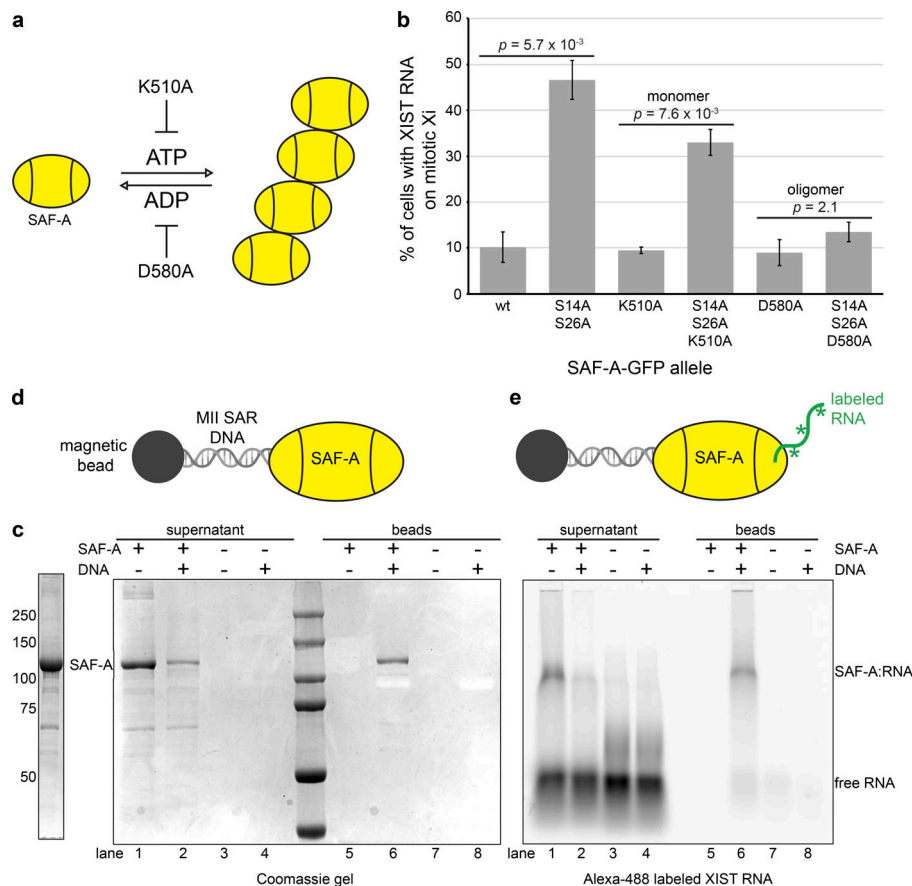 a
K510A
ATP
ADP
SAF-A
D580A
b
% of cells with XIST RNA
on mitotic Xi
60
50
40
30
20
10
0
p = 5.7 x 10-3
monomer
p = 7.6 x 10-3
oligomer
p = 2.1
wt
S14A
S26A
K510A
S14A
S26A
K510A
D580A
S14A
S26A
D580A
SAF-A-GFP allele
d
magnetic
bead
MII SAR
DNA
SAF-A
e
SAF-A
labeled
RNA
c
supernatant beads
SAF-A + + - - + + - -
DNA - + - + - + - +
250
150
100
75
50
SAF-A
lane 1 2 3 4 5 6 7 8
Coomassie gel
supernatant beads
+ + - - + + - - SAF-A
- + - + - + - + DNA
SAF-A:RNA
free RNA
lane 1 2 3 4 5 6 7 8
Alexa-488 labeled XIST RNA